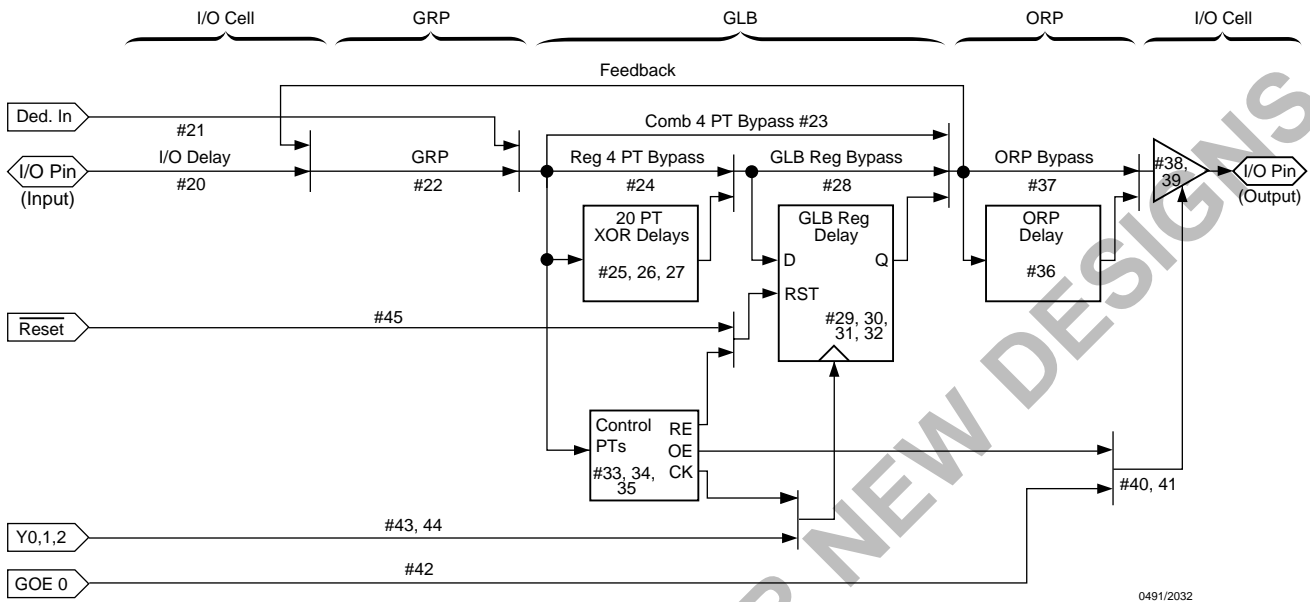 I/O Cell GRP GLB ORP I/O Cell
Feedback
Ded. In
#21
Comb 4 PT Bypass #23
I/O Pin
(Input)
I/O Delay
#20
GRP
#22
Reg 4 PT Bypass
#24
GLB Reg Bypass
#28
ORP Bypass
#37
#38,
39
I/O Pin
(Output)
20 PT
XOR Delays
#25, 26, 27
GLB Reg
Delay
D Q
RST
#29, 30,
31, 32
ORP
Delay
#36
Reset
#45
Control
PTs
#33, 34,
35
RE
OE
CK
#40, 41
Y0,1,2
#43, 44
GOE 0
#42
0491/2032
NEW DESIGNS